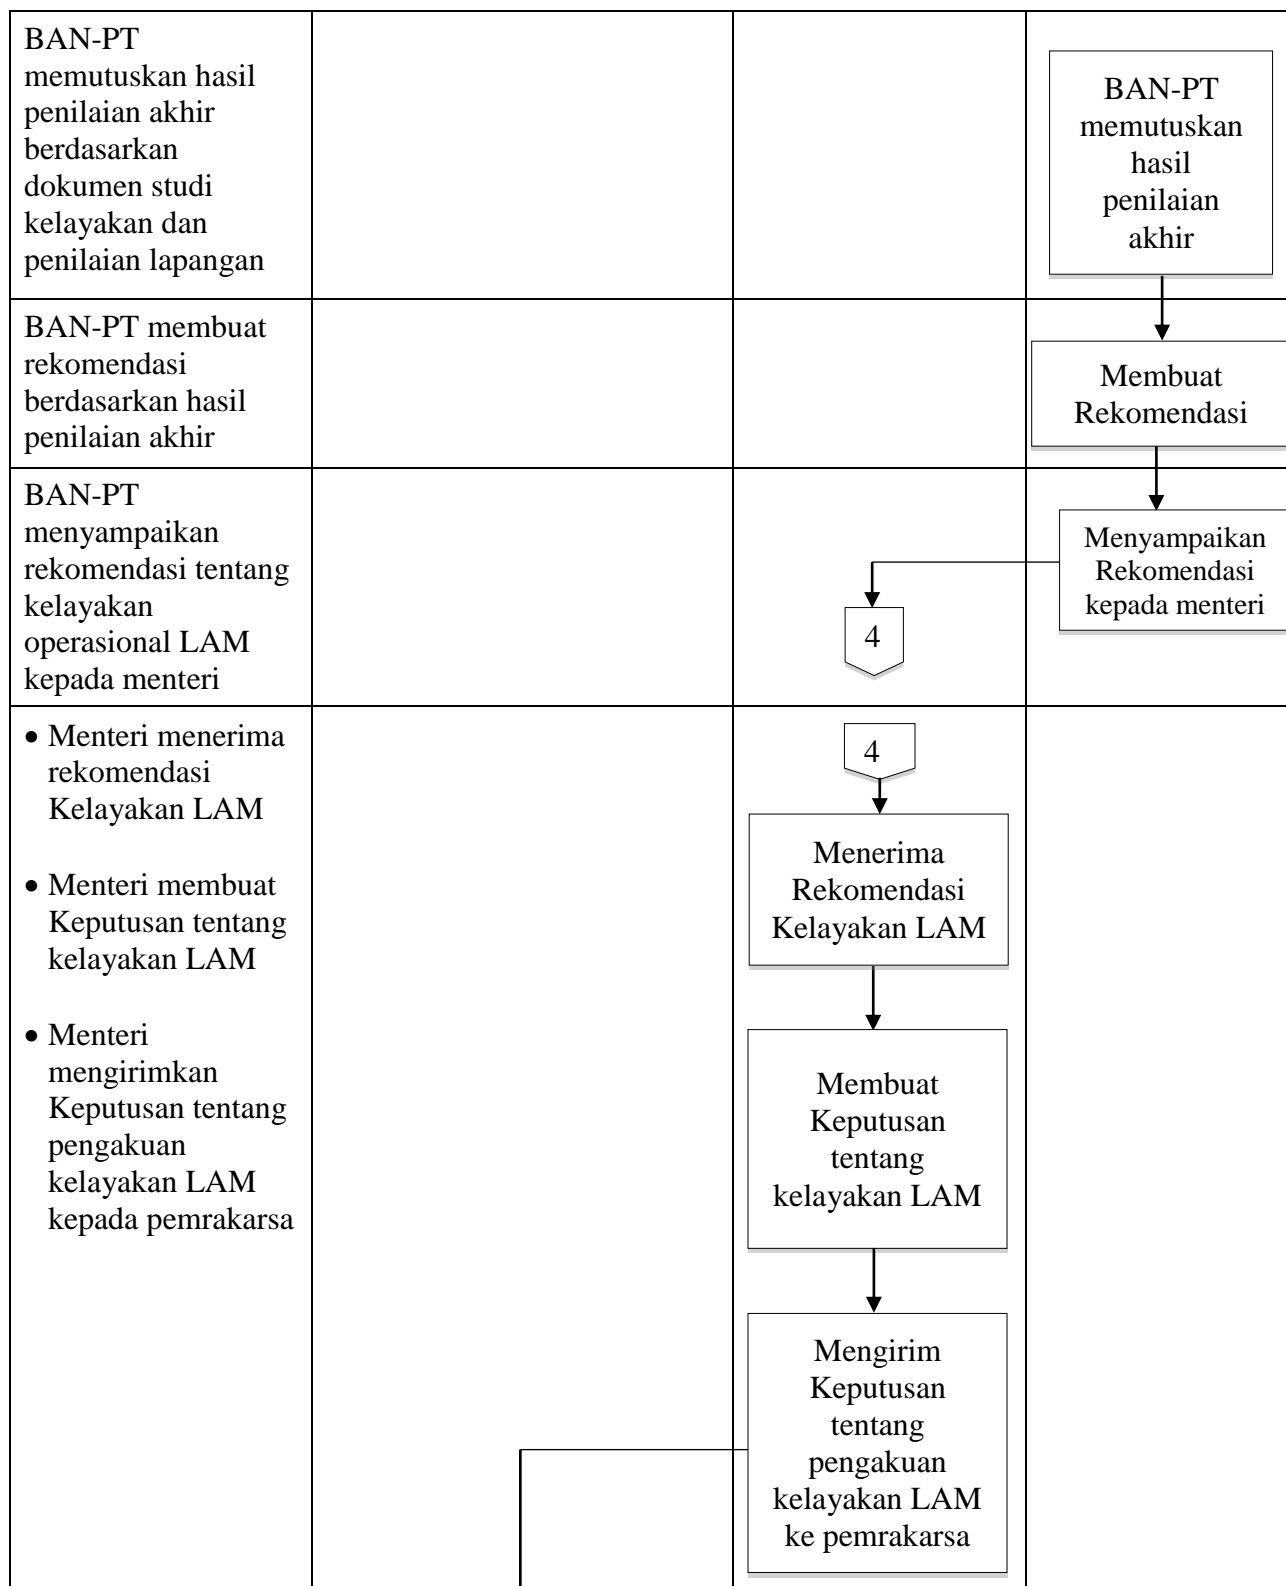 BAN-PT
memutuskan hasil
penilaian akhir
berdasarkan
dokumen studi
kelayakan dan
penilaian lapangan
BAN-PT
memutuskan
hasil
penilaian
akhir
BAN-PT membuat
rekomendasi
berdasarkan hasil
penilaian akhir
Membuat
Rekomendasi
BAN-PT
menyampaikan
rekomendasi tentang
kelayakan
operasional LAM
kepada menteri
4
Menyampaikan
Rekomendasi
kepada menteri
• Menteri menerima
rekomendasi
Kelayakan LAM
• Menteri membuat
Keputusan tentang
kelayakan LAM
• Menteri
mengirimkan
Keputusan tentang
pengakuan
kelayakan LAM
kepada pemrakarsa
4
Menerima
Rekomendasi
Kelayakan LAM
Membuat
Keputusan
tentang
kelayakan LAM
Mengirim
Keputusan
tentang
pengakuan
kelayakan LAM
ke pemrakarsa